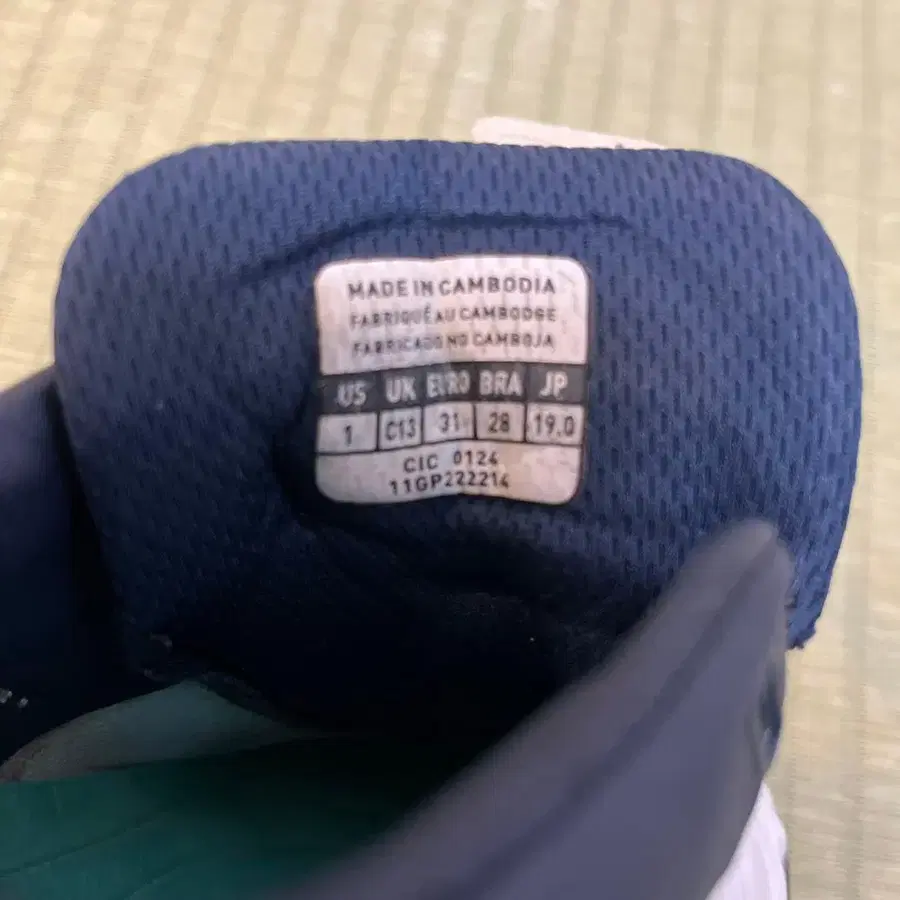 MADE IN CAMBODIA
FABRIQUÉ AU CAMBODGE
FABRICADO NO CAMBOJA
US UK EURO BRA JP
1 C13 31 28 19.0
CIC 0124
11GP222214